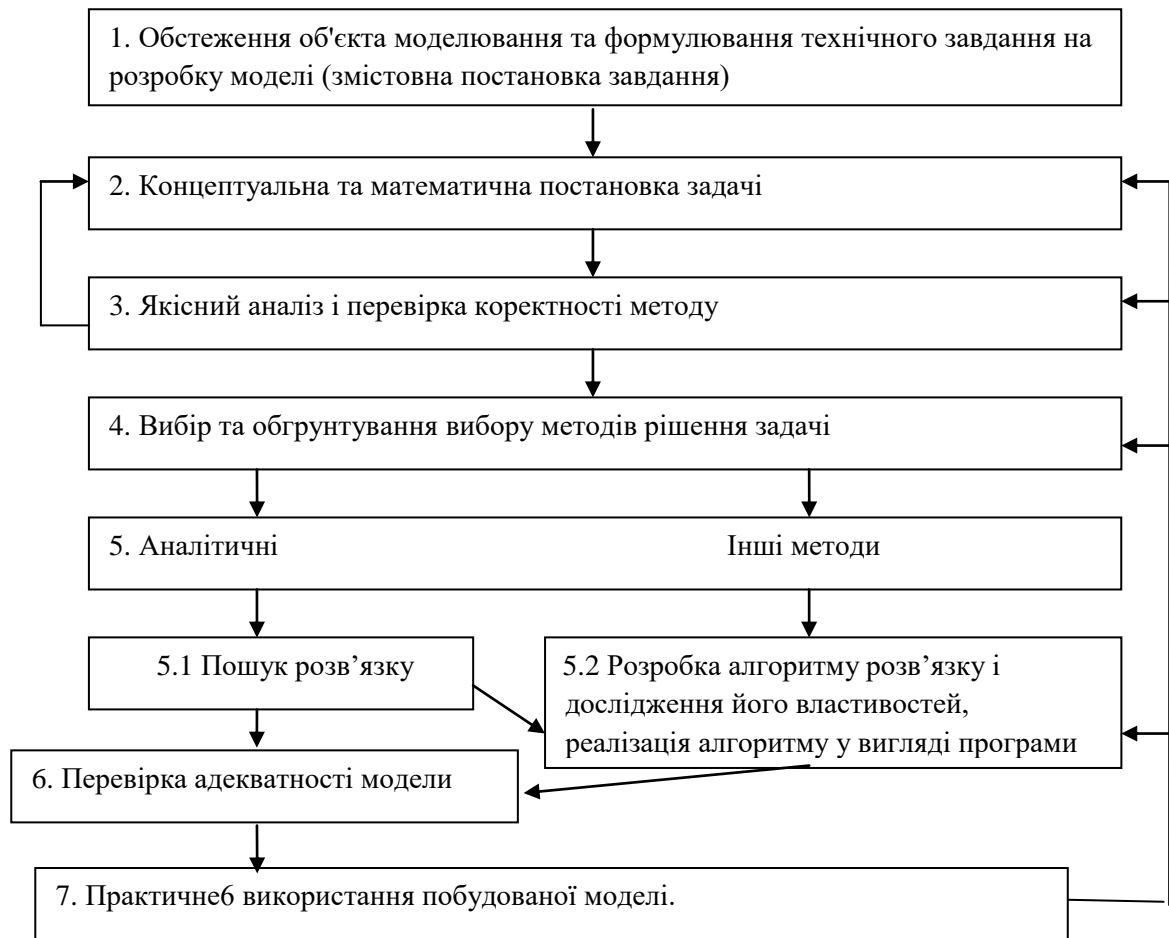 1. Обстеження об'єкта моделювання та формулювання технічного завдання на
розробку моделі (змістовна постановка завдання)
2. Концептуальна та математична постановка задачі
3. Якісний аналіз і перевірка коректності методу
4. Вибір та обгрунтування вибору методів рішення задачі
5. Аналітичні Інші методи
5.1 Пошук розв’язку
5.2 Розробка алгоритму розв’язку і
дослідження його властивостей,
реалізація алгоритму у вигляді програми
6. Перевірка адекватності модели
7. Практичне6 використання побудованої моделі.